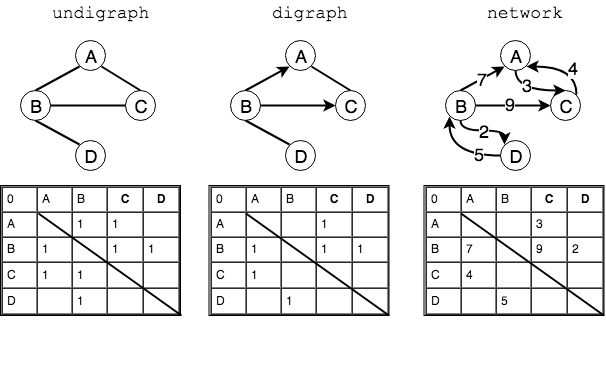 undigraph digraph network
A A A
7 3 4
B C B C B 9 C
2
D D 5 D
0 A B C D 0 A B C D 0 A B C D
A 1 1 A 1 A 3
B 1 1 1 B 1 1 1 B 7 9 2
C 1 1 C 1 C 4
D 1 D 1 D 5